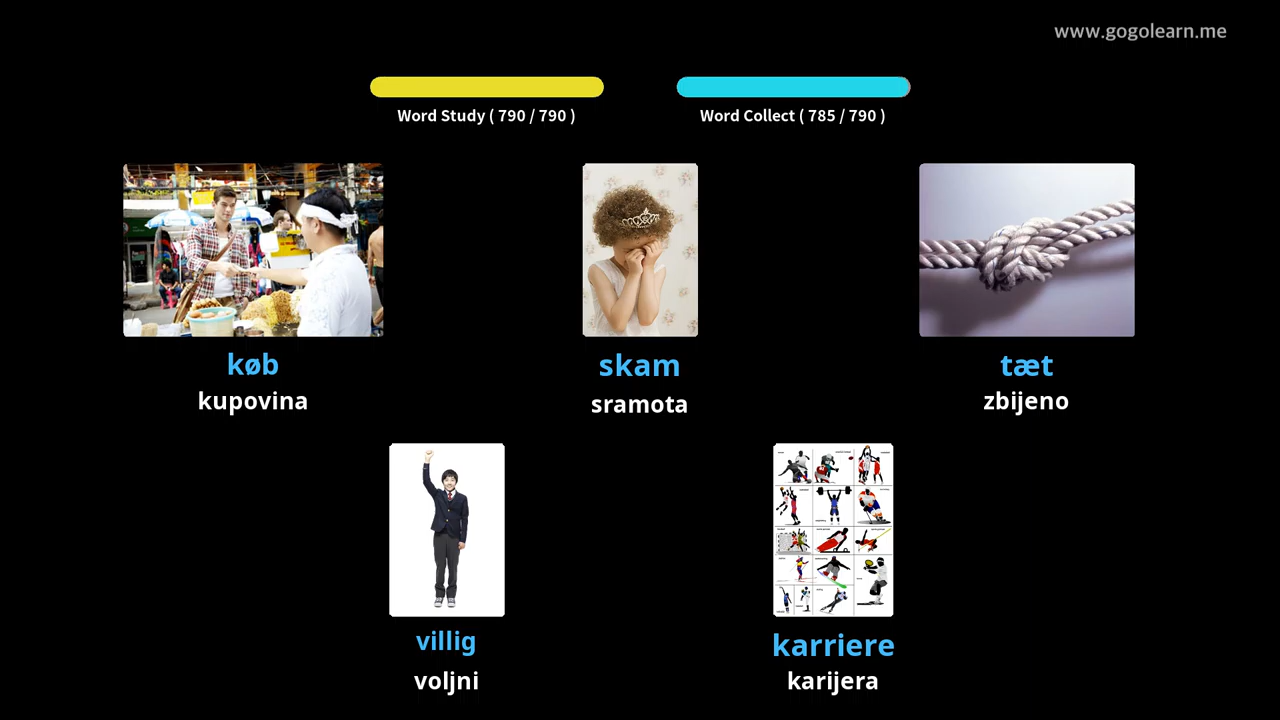 www.gogolearn.me
Word Study ( 790 / 790 )
Word Collect ( 785 / 790 )
køb
skam
tæt
kupovina
sramota
zbijeno
villig
karriere
voljni
karijera